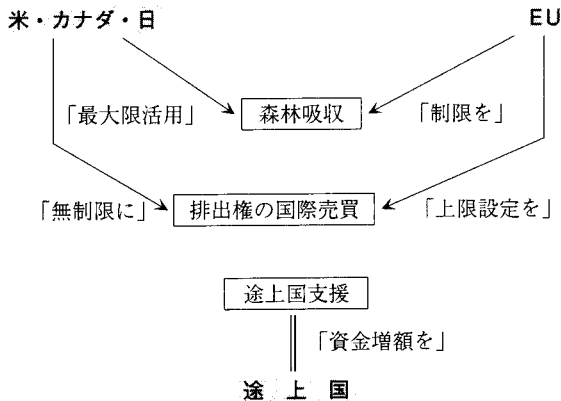 米・カナダ・日 EU
「最大限活用」 森林吸収 「制限を」
「無制限に」 排出権の国際売買 「上限設定を」
途上国支援
「資金増額を」
途上国